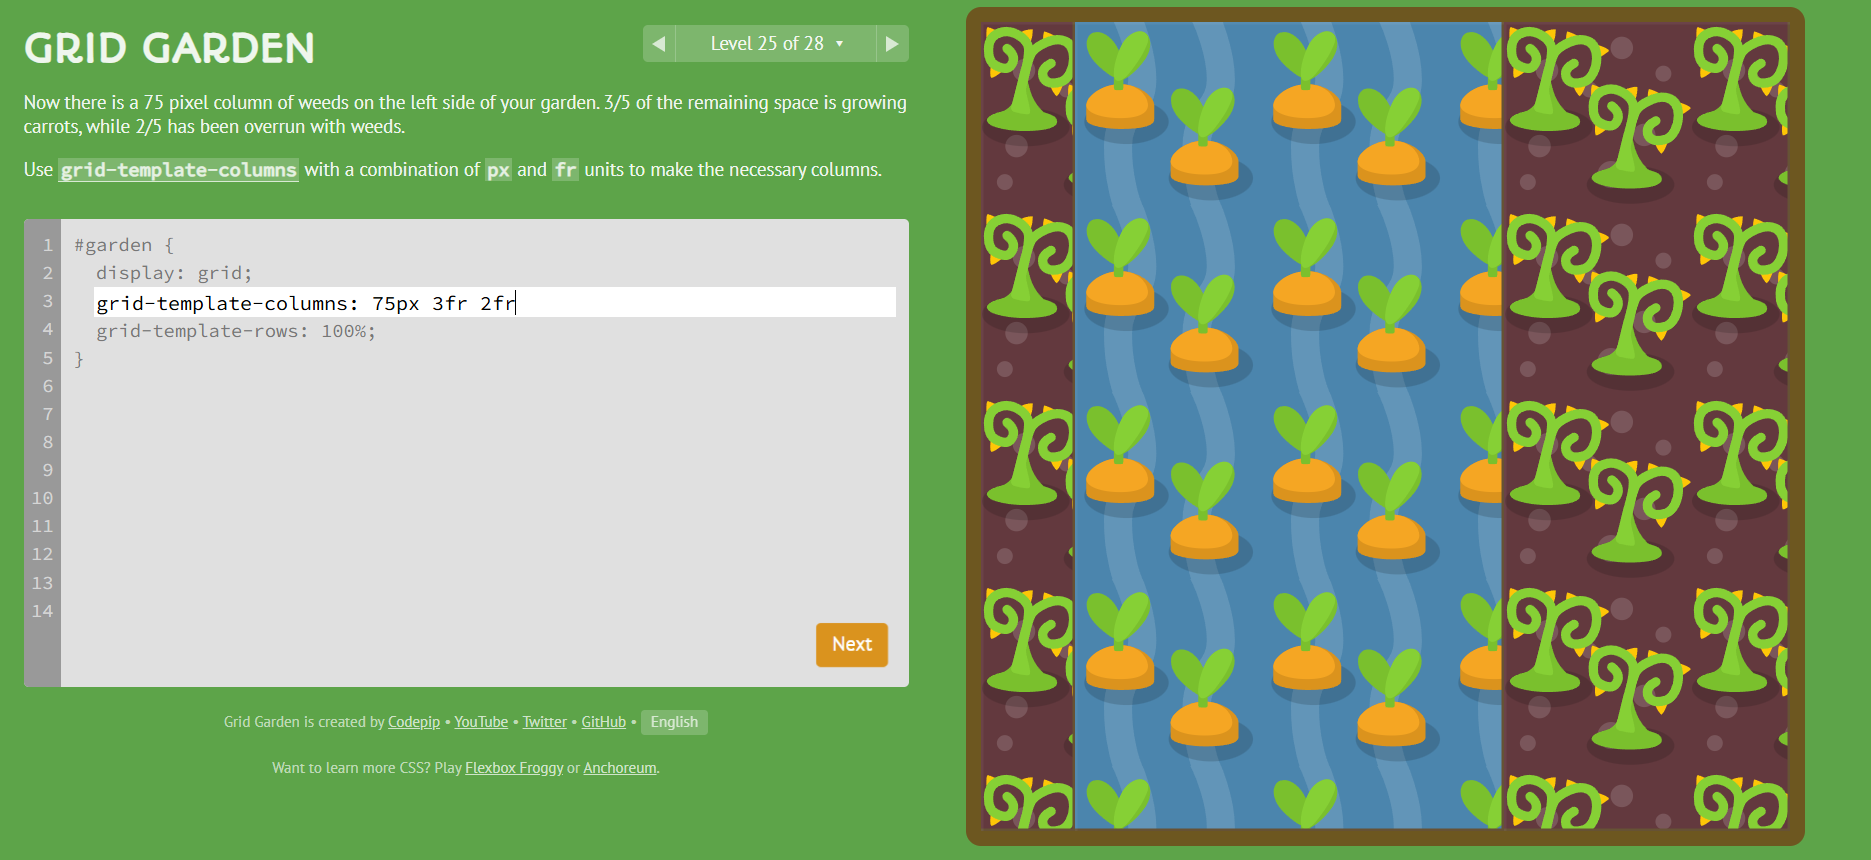 GRID GARDEN
◀ Level 25 of 28 ▾ ▶
Now there is a 75 pixel column of weeds on the left side of your garden. 3/5 of the remaining space is growing
carrots, while 2/5 has been overrun with weeds.
Use grid-template-columns with a combination of px and fr units to make the necessary columns.
1 #garden {
2 display: grid;
3 grid-template-columns: 75px 3fr 2fr
4 grid-template-rows: 100%;
5 }
6
7
8
9
10
11
12
13
14
Next
Grid Garden is created by Codepip • YouTube • Twitter • GitHub • English
Want to learn more CSS? Play Flexbox Froggy or Anchoreum.